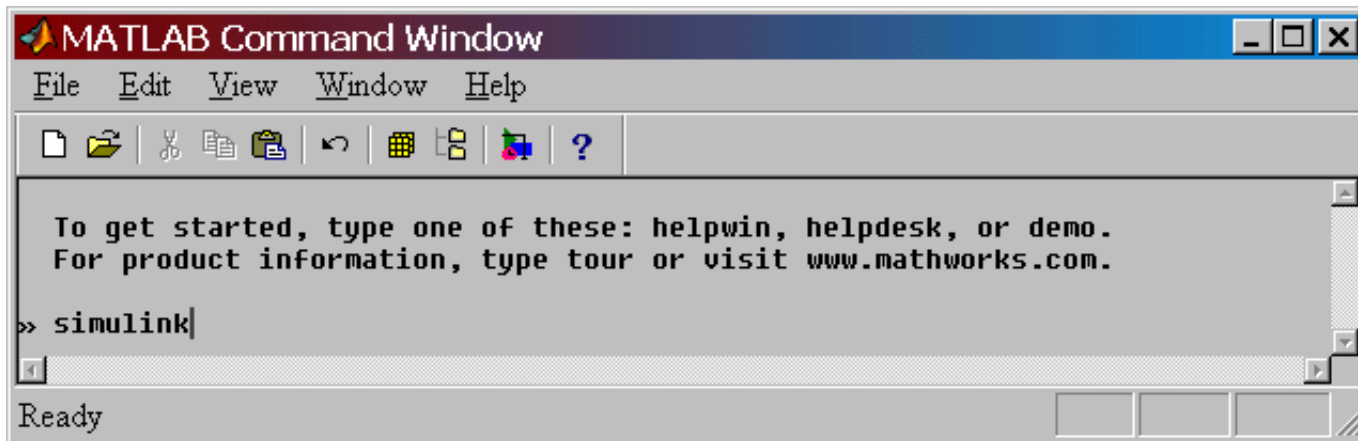 MATLAB Command Window
File Edit View Window Help
?
To get started, type one of these: helpwin, helpdesk, or demo.
For product information, type tour or visit www.mathworks.com.
» simulink
Ready